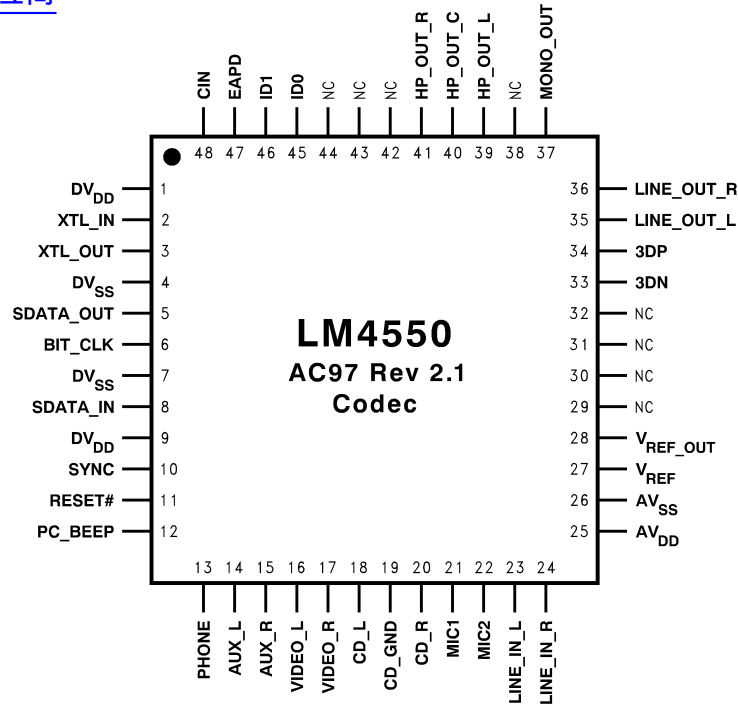 CIN
EAPD
ID1
ID0
NC
NC
NC
HP_OUT_R
HP_OUT_C
HP_OUT_L
NC
MONO_OUT
48 47 46 45 44 43 42 41 40 39 38 37
DVDD 1
XTL_IN 2
XTL_OUT 3
DVSS 4
SDATA_OUT 5
BIT_CLK 6
DVSS 7
SDATA_IN 8
DVDD 9
SYNC 10
RESET# 11
PC_BEEP 12
LM4550
AC97 Rev 2.1
Codec
36 LINE_OUT_R
35 LINE_OUT_L
34 3DP
33 3DN
32 NC
31 NC
30 NC
29 NC
28 VREF_OUT
27 VREF
26 AVSS
25 AVDD
13 14 15 16 17 18 19 20 21 22 23 24
PHONE
AUX_L
AUX_R
VIDEO_L
VIDEO_R
CD_L
CD_GND
CD_R
MIC1
MIC2
LINE_IN_L
LINE_IN_R